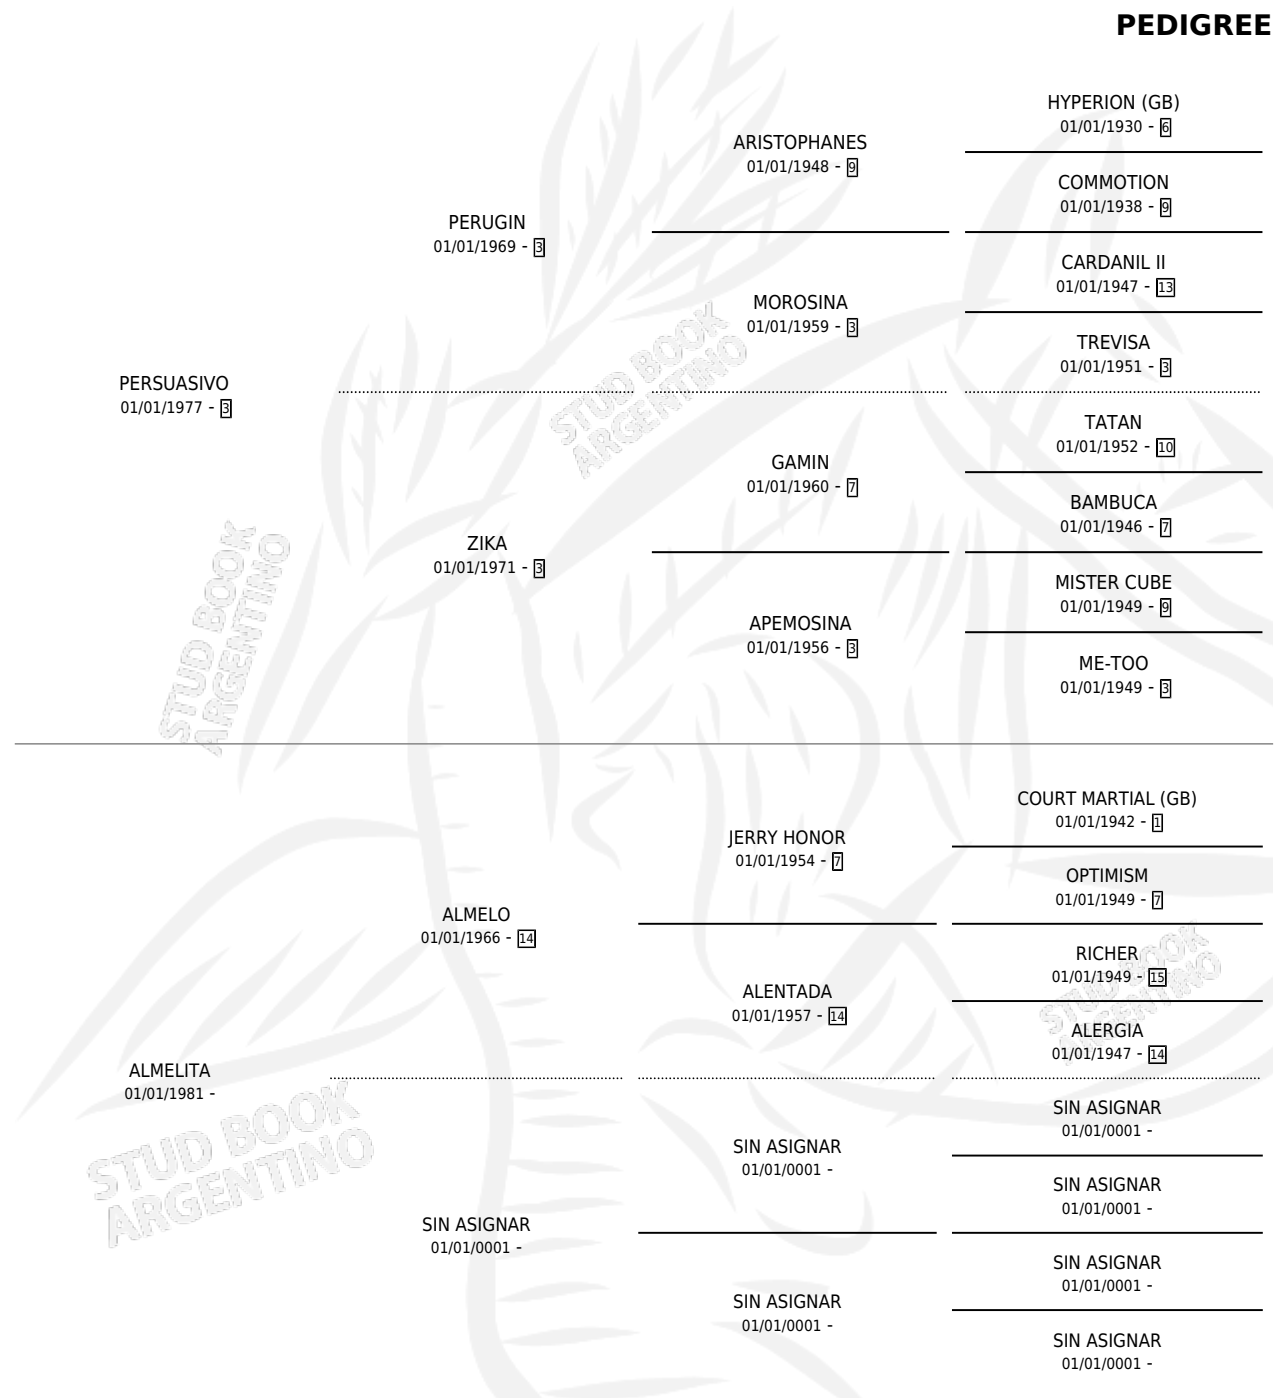 PEDIGREE
HYPERION (GB)
01/01/1930 - 6
ARISTOPHANES
01/01/1948 - 9
COMMOTION
01/01/1938 - 9
PERUGIN
01/01/1969 - 3
CARDANIL II
01/01/1947 - 13
MOROSINA
01/01/1959 - 3
TREVISA
01/01/1951 - 3
PERSUASIVO
01/01/1977 - 3
TATAN
01/01/1952 - 10
GAMIN
01/01/1960 - 7
BAMBUCA
01/01/1946 - 7
ZIKA
01/01/1971 - 3
MISTER CUBE
01/01/1949 - 9
APEMOSINA
01/01/1956 - 3
ME-TOO
01/01/1949 - 3
COURT MARTIAL (GB)
01/01/1942 - 1
JERRY HONOR
01/01/1954 - 7
OPTIMISM
01/01/1949 - 7
ALMELO
01/01/1966 - 14
RICHER
01/01/1949 - 15
ALENTADA
01/01/1957 - 14
ALERGIA
01/01/1947 - 14
ALMELITA
01/01/1981 -
SIN ASIGNAR
01/01/0001 -
SIN ASIGNAR
01/01/0001 -
SIN ASIGNAR
01/01/0001 -
SIN ASIGNAR
01/01/0001 -
SIN ASIGNAR
01/01/0001 -
SIN ASIGNAR
01/01/0001 -
SIN ASIGNAR
01/01/0001 -
STUD BOOK
ARGENTINO
STUD BOOK
ARGENTINO
STUD BOOK
ARGENTINO
STUD BOOK
ARGENTINO